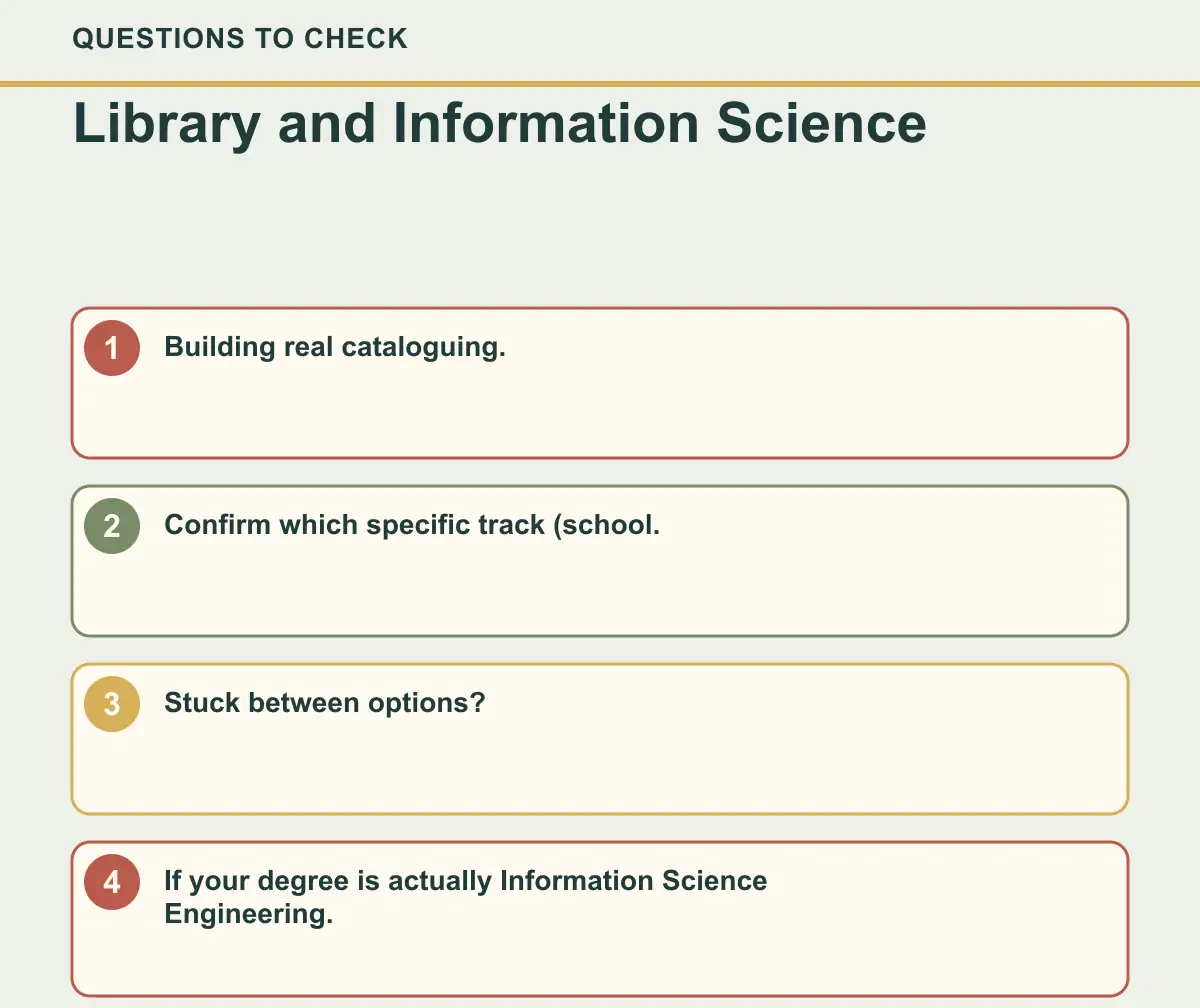 QUESTIONS TO CHECK
Library and Information Science
1
Building real cataloguing.
2
Confirm which specific track (school.
3
Stuck between options?
4
If your degree is actually Information Science
Engineering.